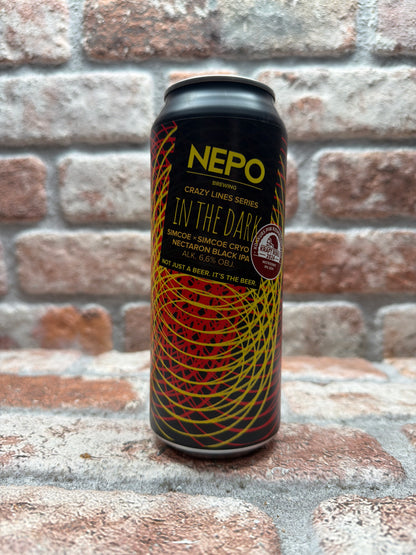 NEPO
BREWING
CRAZY LINES SERIES
IN THE DARK
SIMCOE • SIMCOE CRYO
NECTARON BLACK IPA
ALK. 6,6% OBJ.
NOT JUST A BEER. IT'S THE BEER.